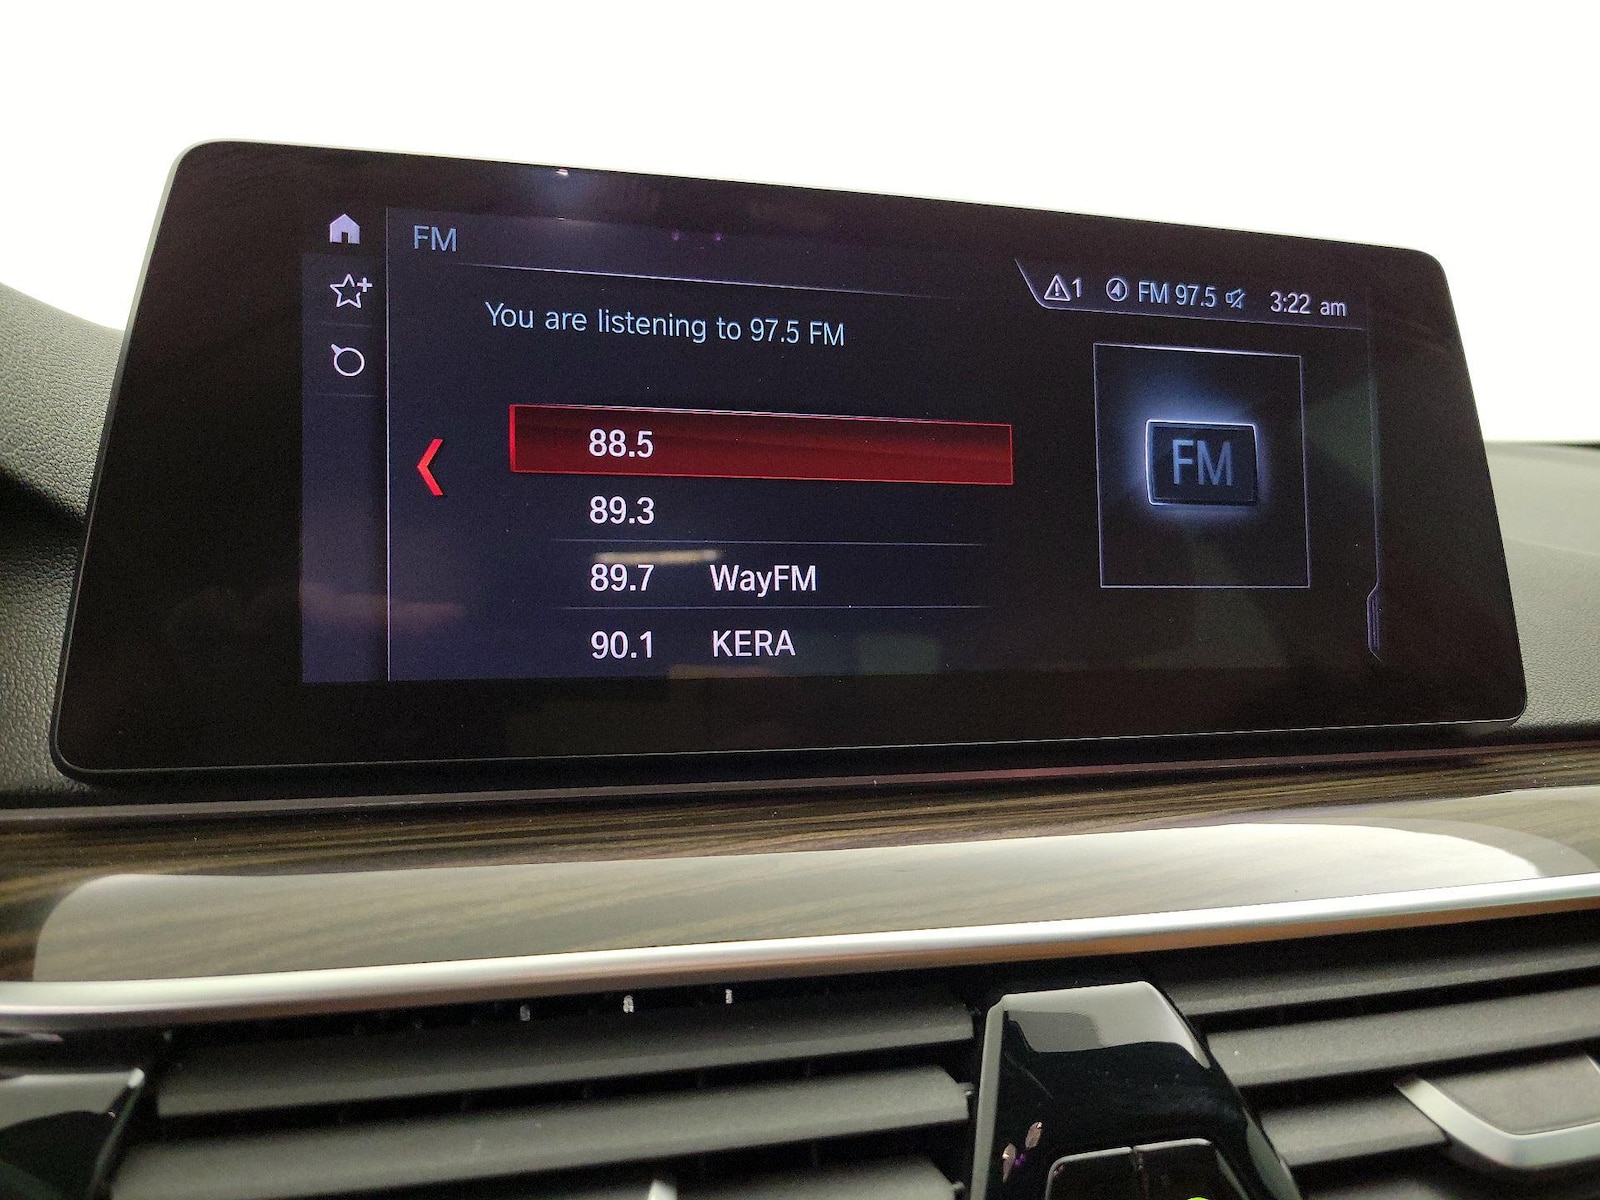 FM
1 FM 97.5 3:22 am
You are listening to 97.5 FM
88.5
89.3
89.7 WayFM
90.1 KERA
FM